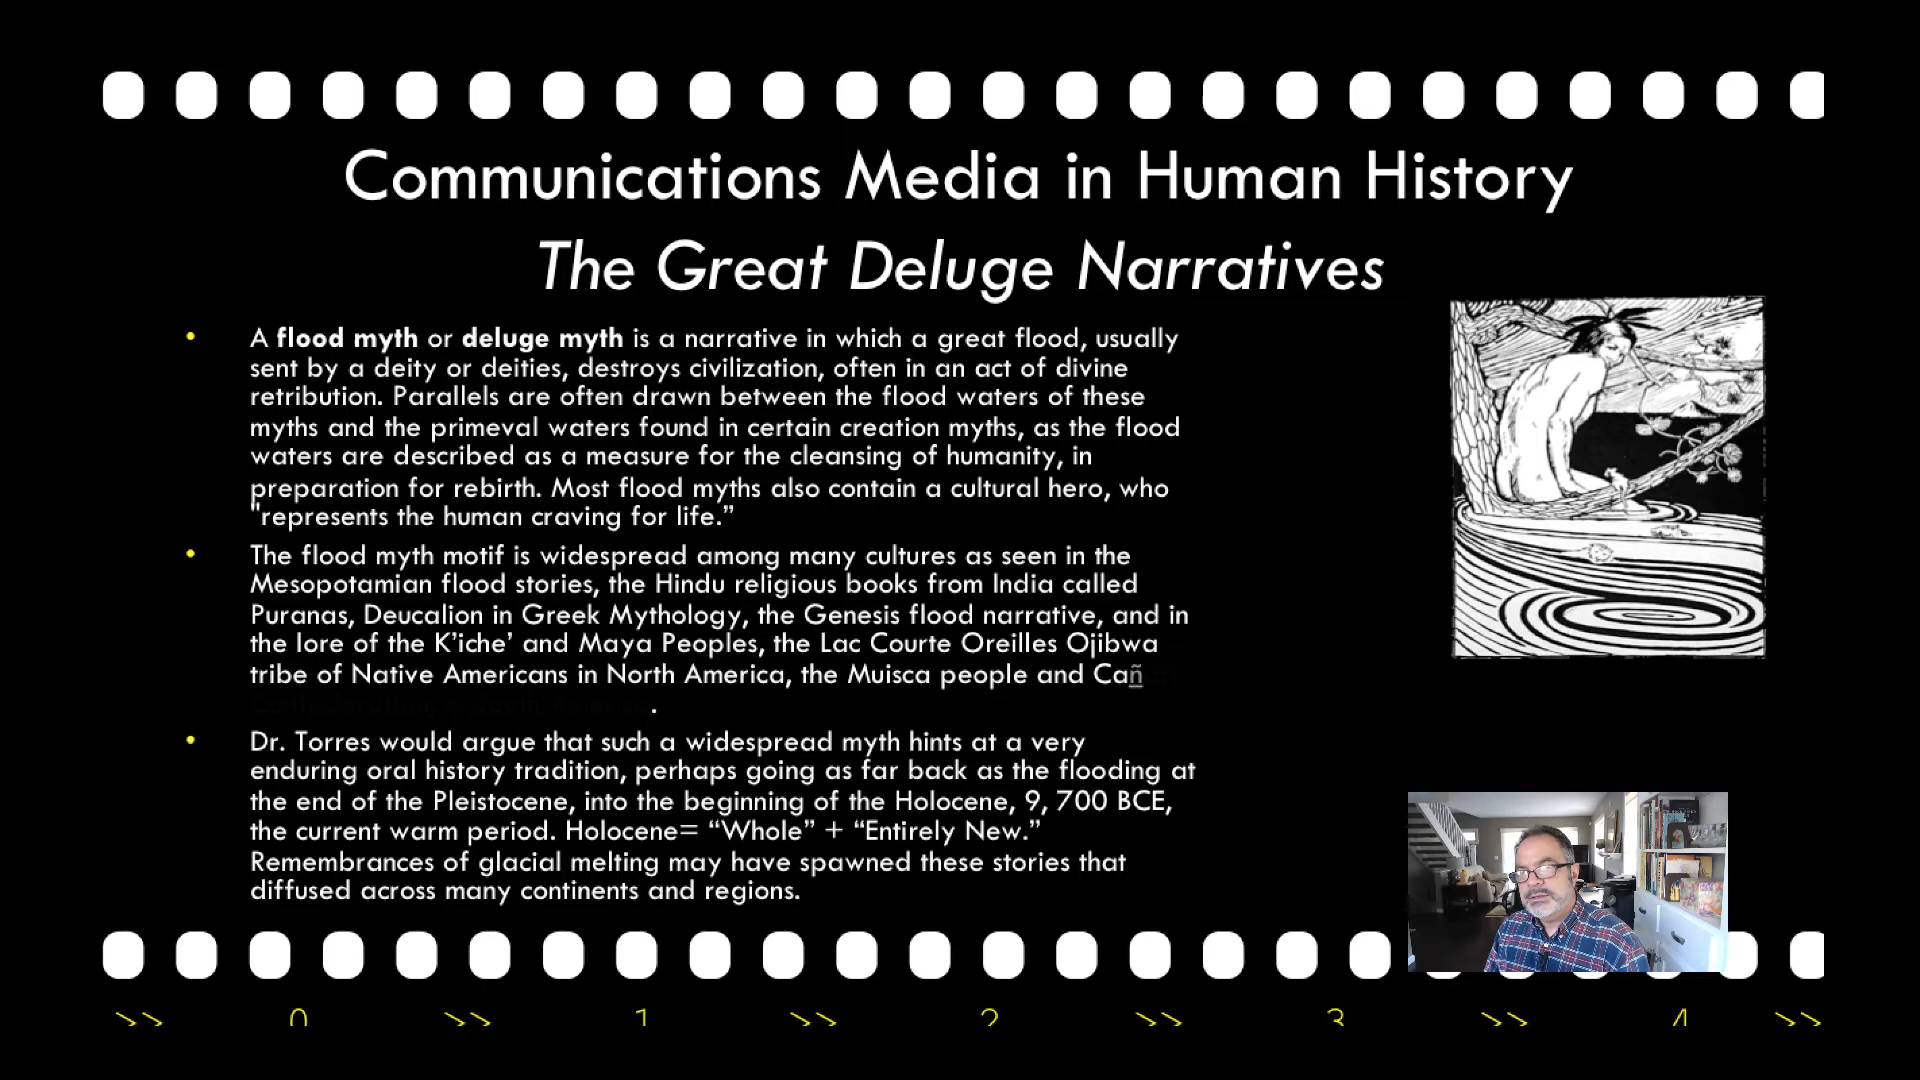 Communications Media in Human History
The Great Deluge Narratives
• A flood myth or deluge myth is a narrative in which a great flood, usually
sent by a deity or deities, destroys civilization, often in an act of divine
retribution. Parallels are often drawn between the flood waters of these
myths and the primeval waters found in certain creation myths, as the flood
waters are described as a measure for the cleansing of humanity, in
preparation for rebirth. Most flood myths also contain a cultural hero, who
"represents the human craving for life.”
• The flood myth motif is widespread among many cultures as seen in the
Mesopotamian flood stories, the Hindu religious books from India called
Puranas, Deucalion in Greek Mythology, the Genesis flood narrative, and in
the lore of the K’iche’ and Maya Peoples, the Lac Courte Oreilles Ojibwa
tribe of Native Americans in North America, the Muisca people and Cañ
.
• Dr. Torres would argue that such a widespread myth hints at a very
enduring oral history tradition, perhaps going as far back as the flooding at
the end of the Pleistocene, into the beginning of the Holocene, 9, 700 BCE,
the current warm period. Holocene= “Whole” + “Entirely New.”
Remembrances of glacial melting may have spawned these stories that
diffused across many continents and regions.
>> 0 >> 1 >> 2 >> 3 >> 4 >>